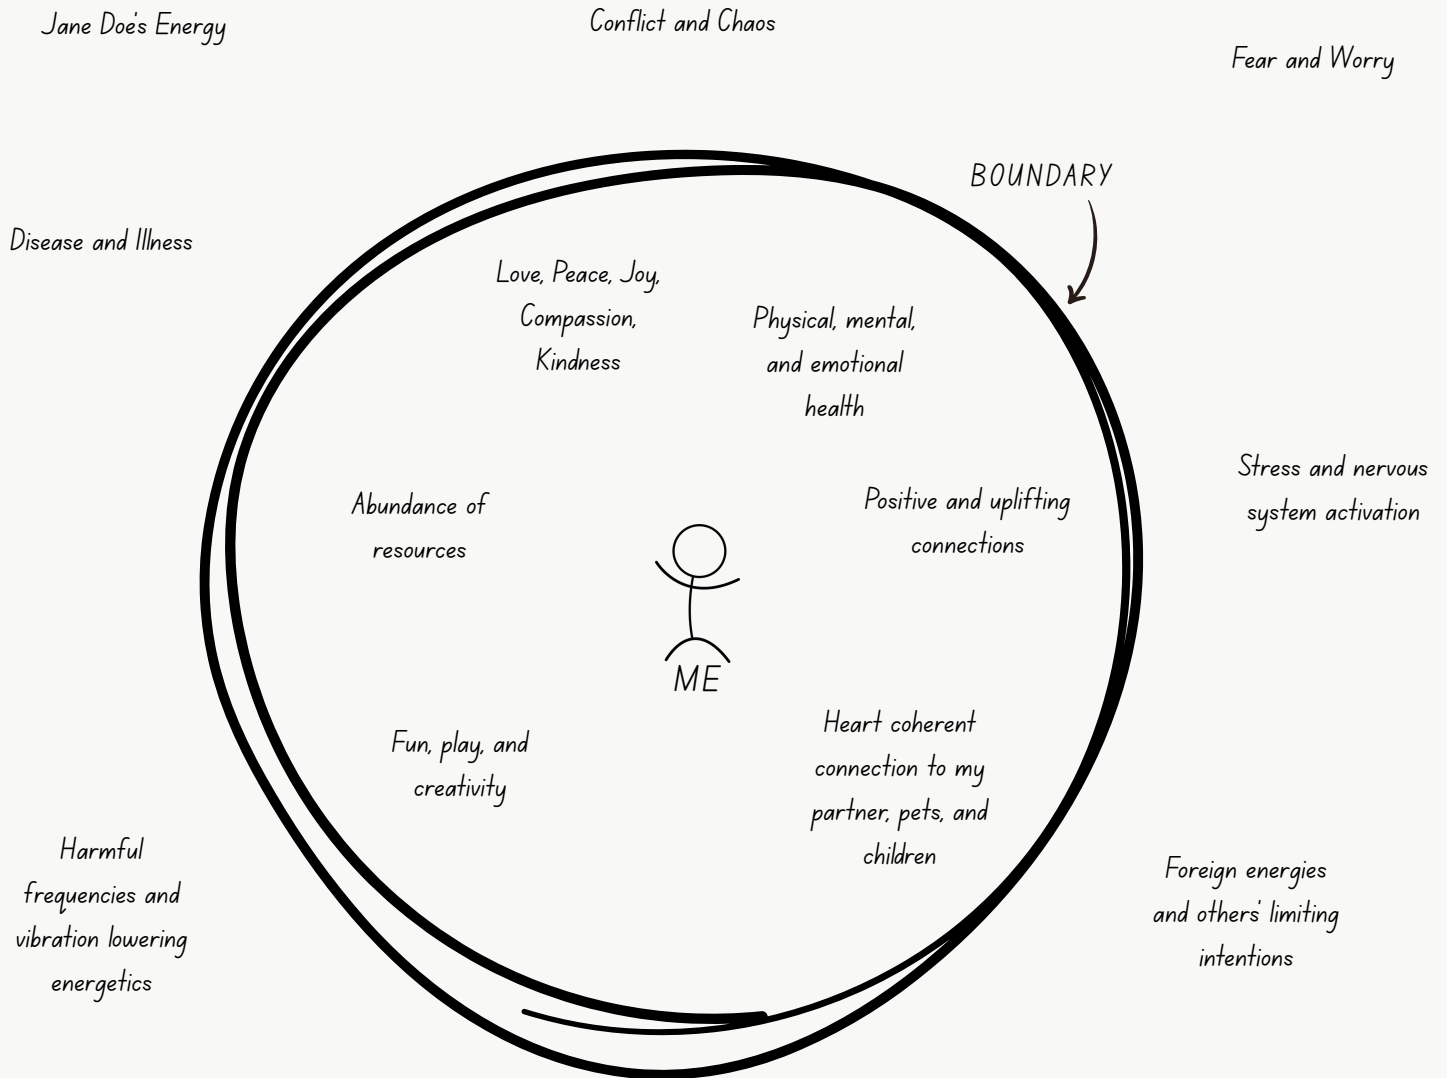 Jane Doe's Energy
Conflict and Chaos
Fear and Worry
BOUNDARY
Disease and Illness
Love, Peace, Joy,
Compassion,
Kindness
Physical, mental,
and emotional
health
Stress and nervous
system activation
Abundance of
resources
Positive and uplifting
connections
ME
Fun, play, and
creativity
Heart coherent
connection to my
partner, pets, and
children
Harmful
frequencies and
vibration lowering
energetics
Foreign energies
and others' limiting
intentions